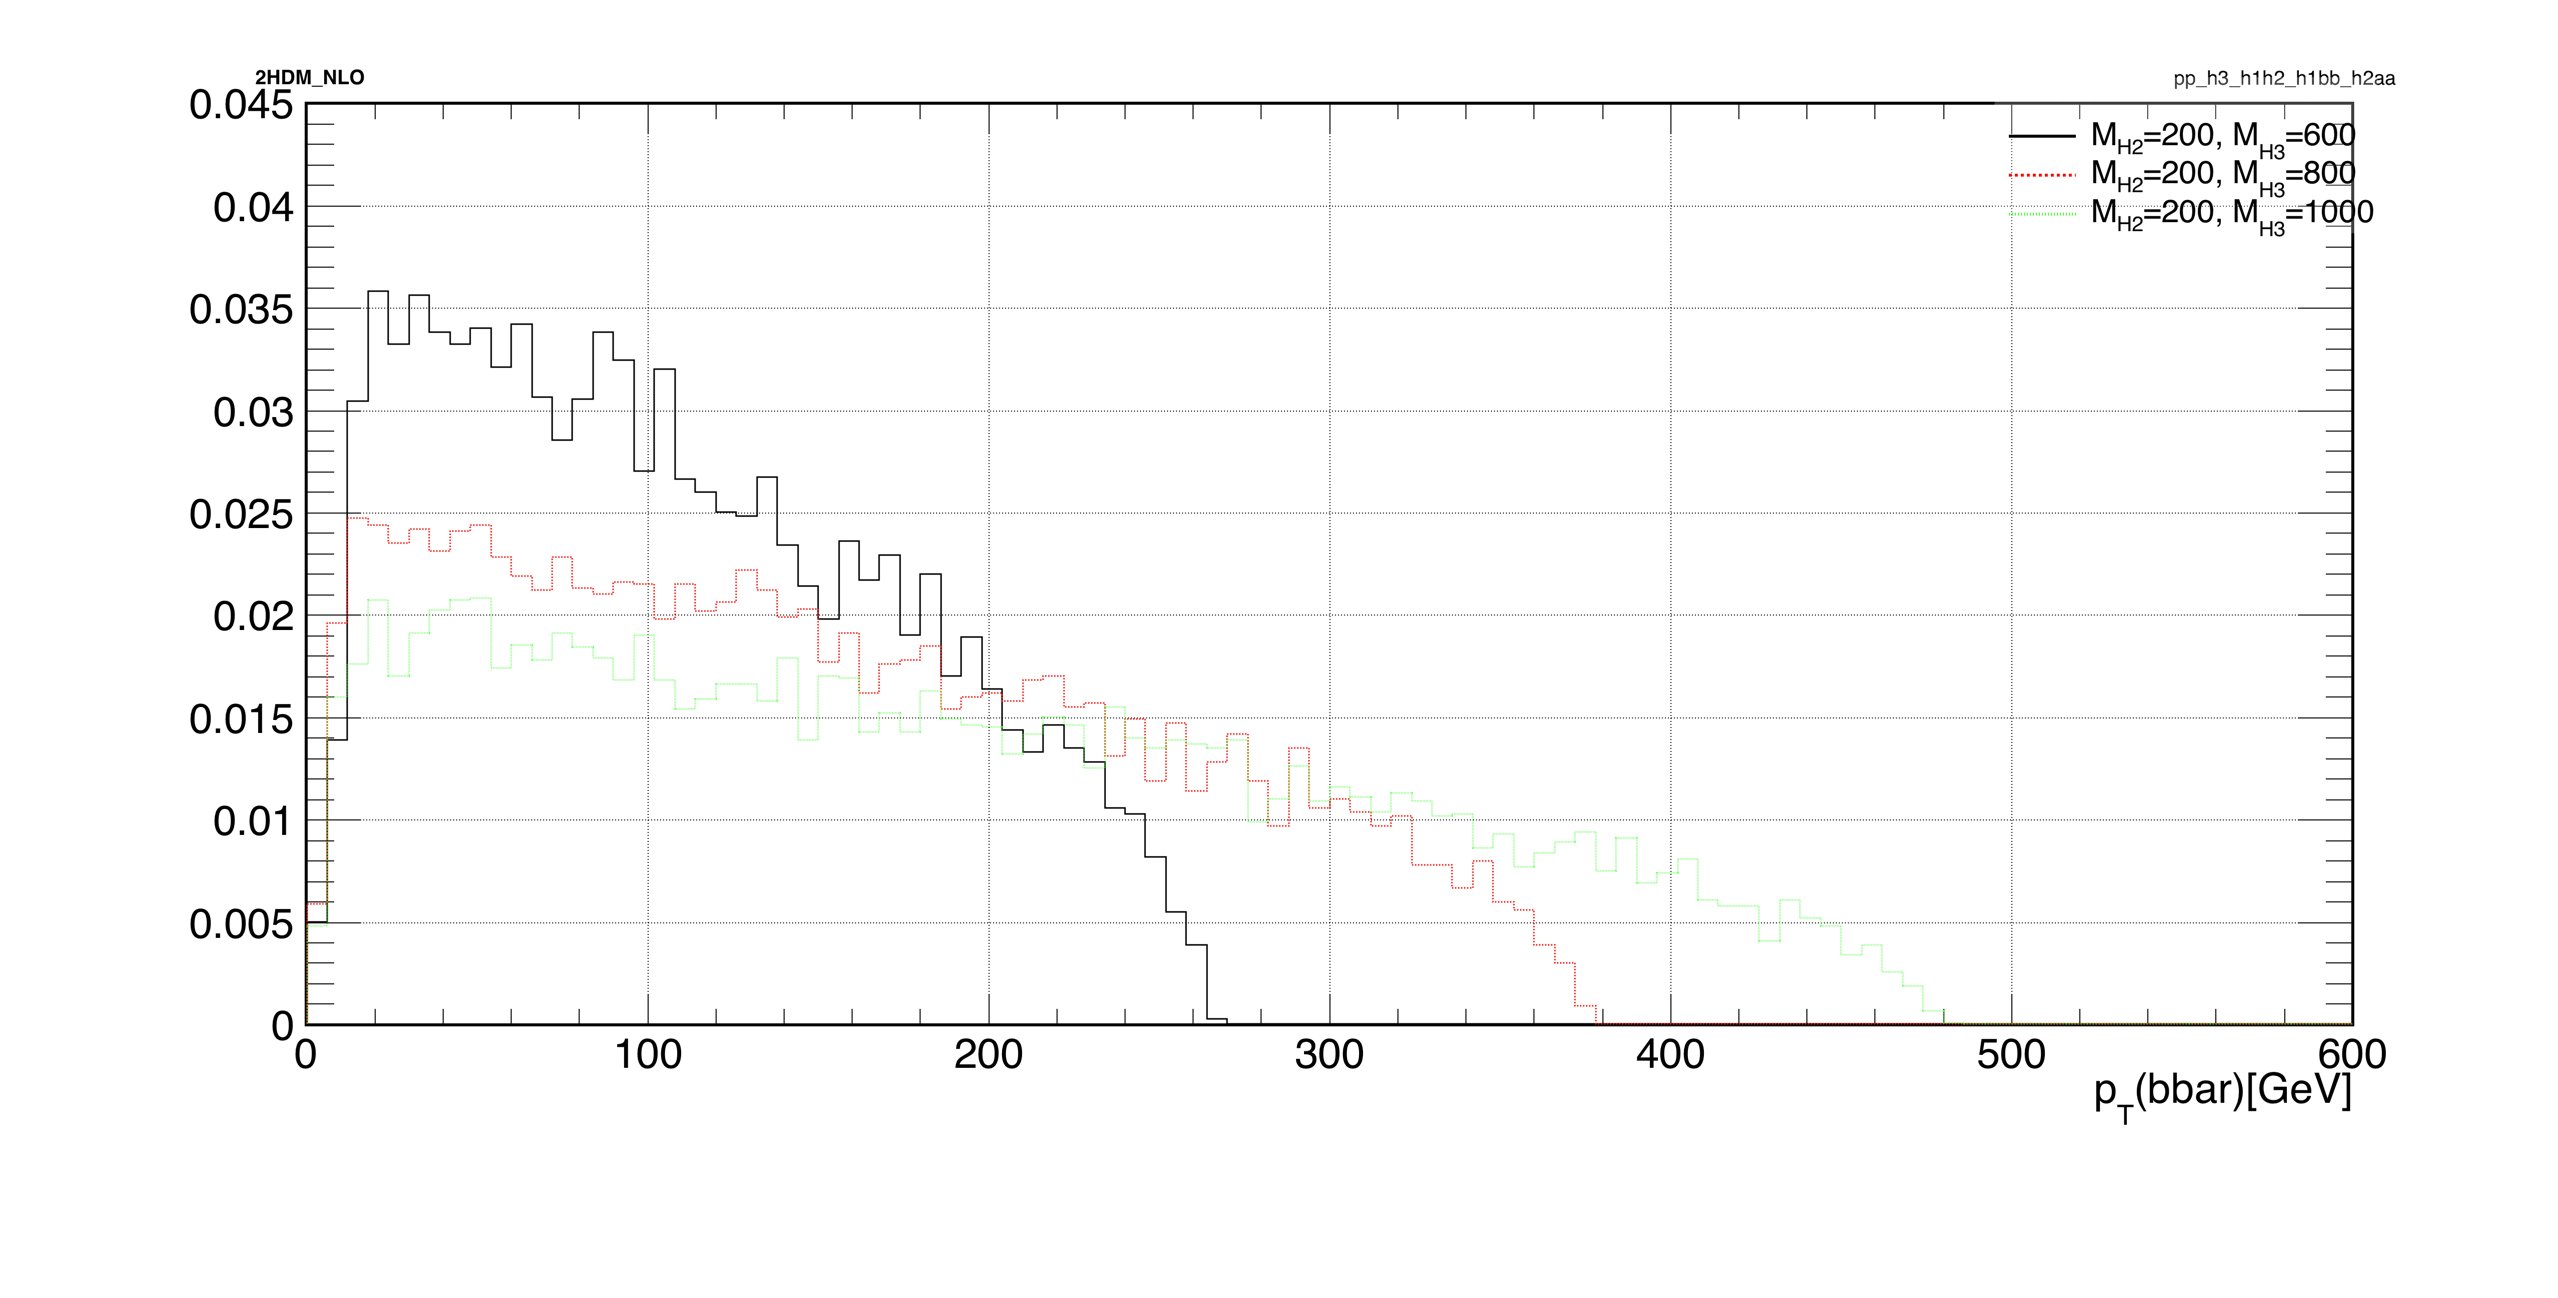 2HDM_NLO
pp_h3_h1h2_h1bb_h2aa
0.045
0.04
0.035
0.03
0.025
0.02
0.015
0.01
0.005
0
M_H2=200, M_H3=600
M_H2=200, M_H3=800
M_H2=200, M_H3=1000
0 100 200 300 400 500 600
p_T(bbar)[GeV]